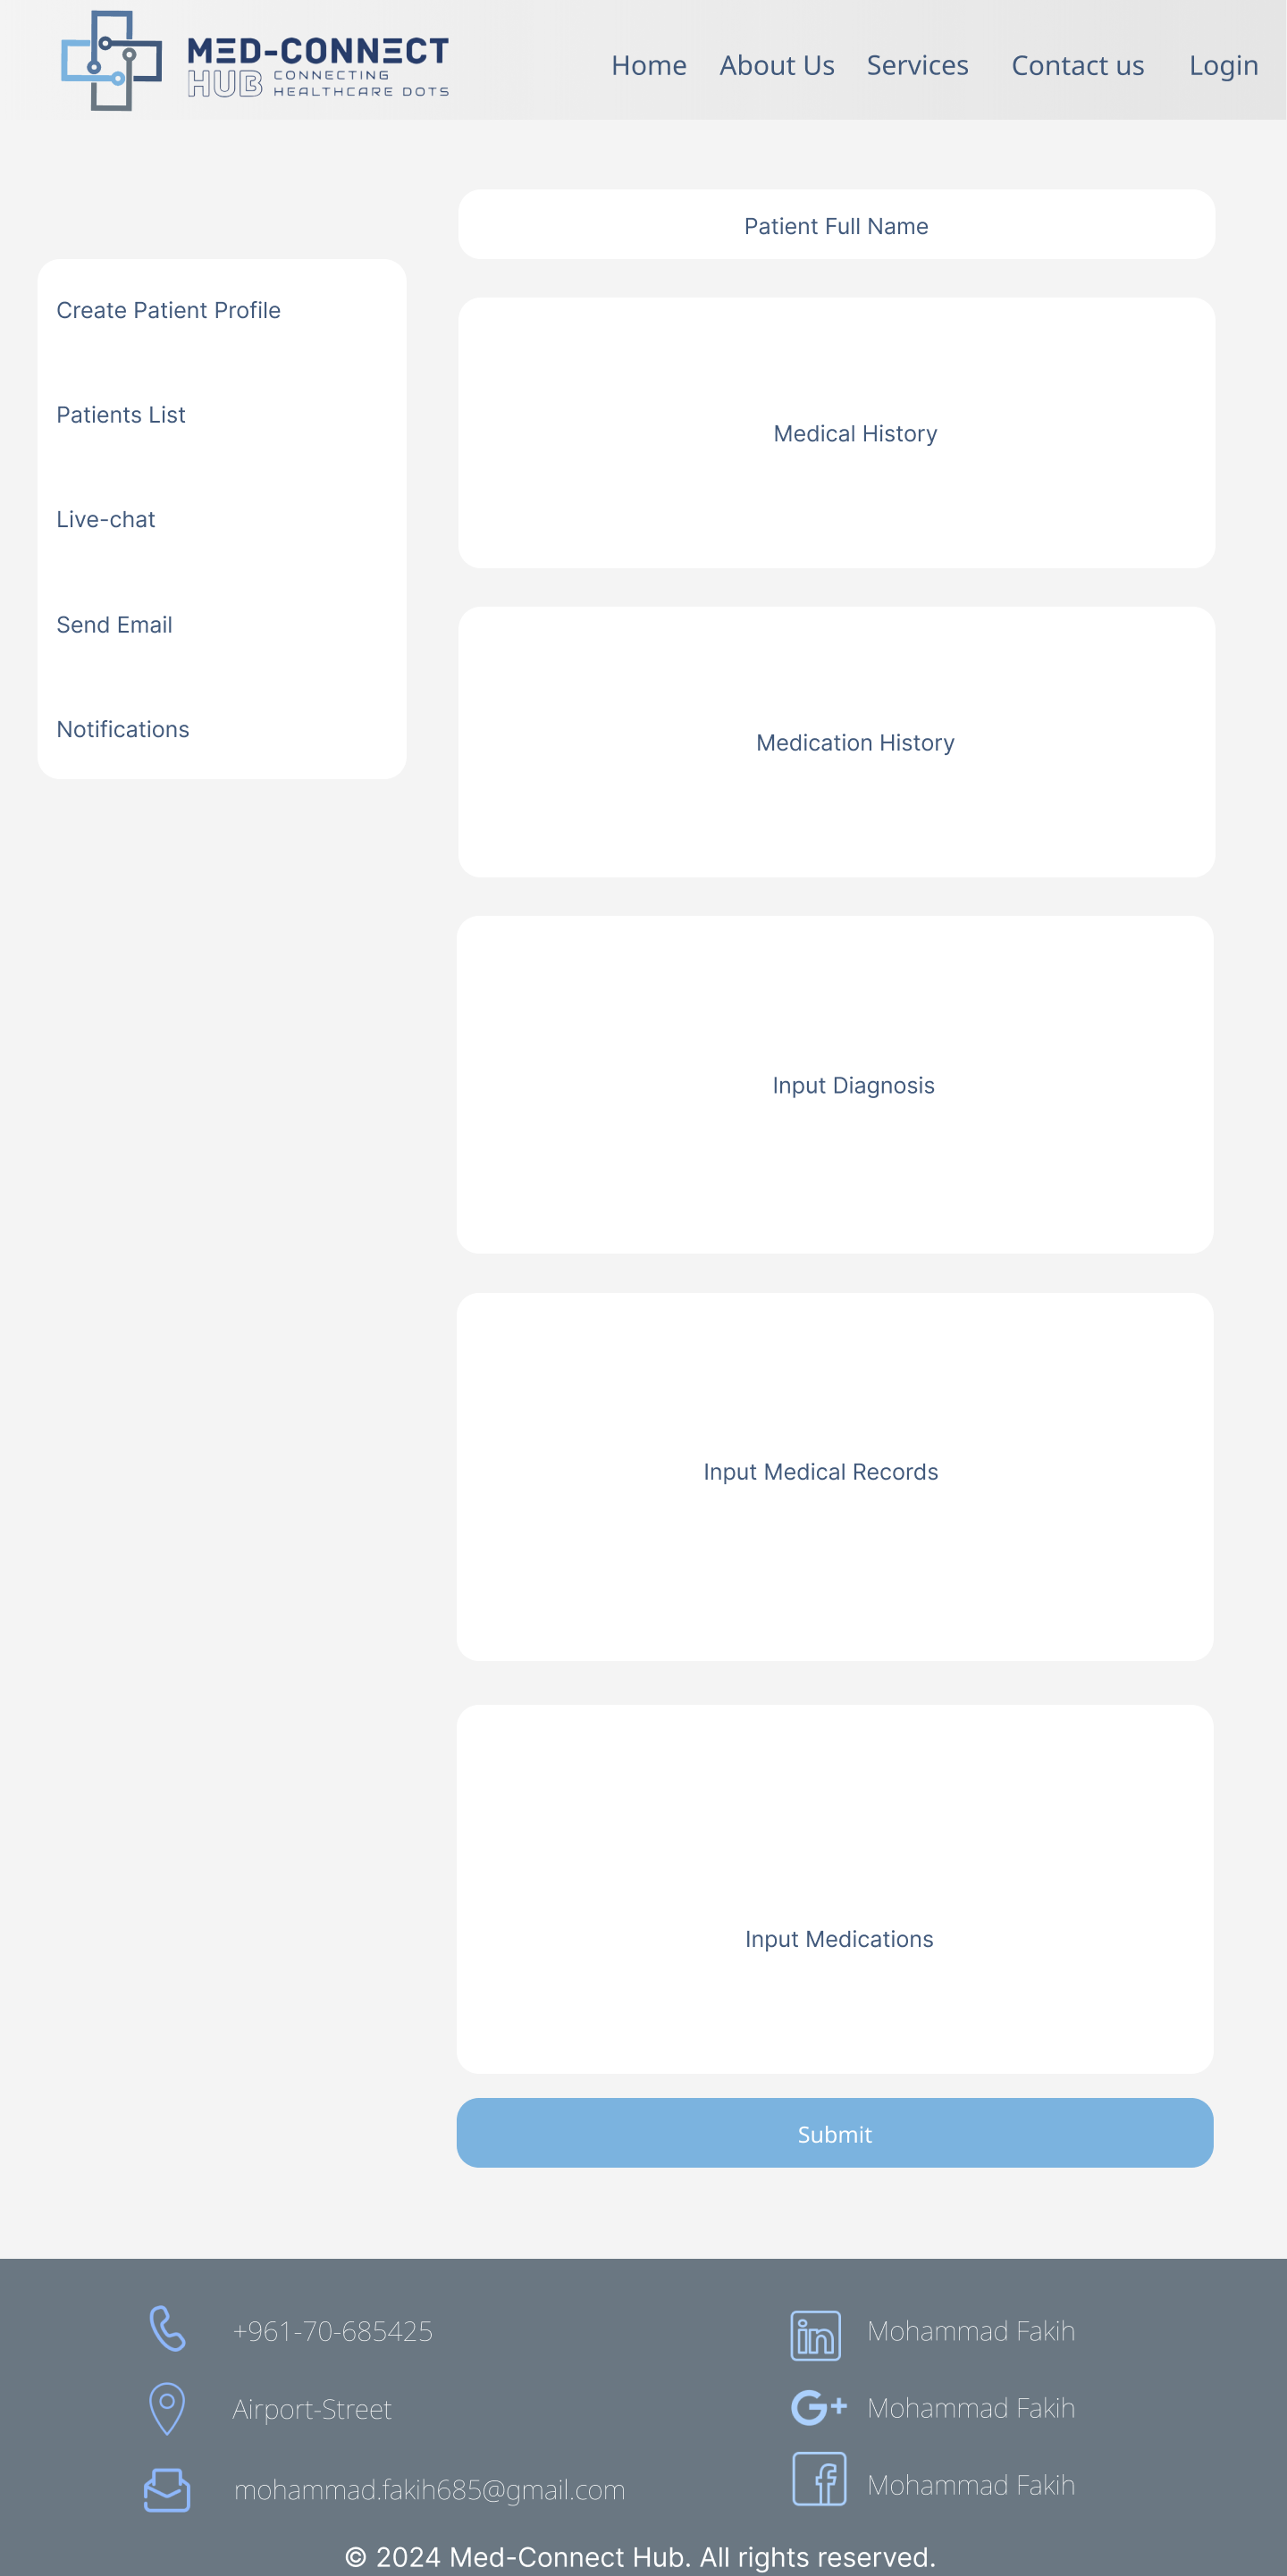 MED-CONNECT
HUB CONNECTING
HEALTHCARE DOTS
Home About Us Services Contact us Login
Patient Full Name
Create Patient Profile
Patients List
Live-chat
Send Email
Notifications
Medical History
Medication History
Input Diagnosis
Input Medical Records
Input Medications
Submit
+961-70-685425
Airport-Street
mohammad.fakih685@gmail.com
in Mohammad Fakih
G+ Mohammad Fakih
f Mohammad Fakih
© 2024 Med-Connect Hub. All rights reserved.